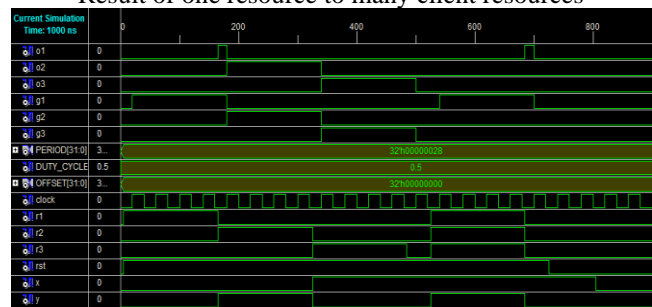 Result of one resource to many client resources
Current Simulation
Time: 1000 ns
0 200 400 600 800
o1 0
o2 0
o3 0
g1 0
g2 0
g3 0
PERIOD[31:0] 3... 32'h00000028
DUTY_CYCLE 0.5 0.5
OFFSET[31:0] 3... 32'h00000000
clock 0
r1 0
r2 0
r3 0
rst 0
x 0
y 0